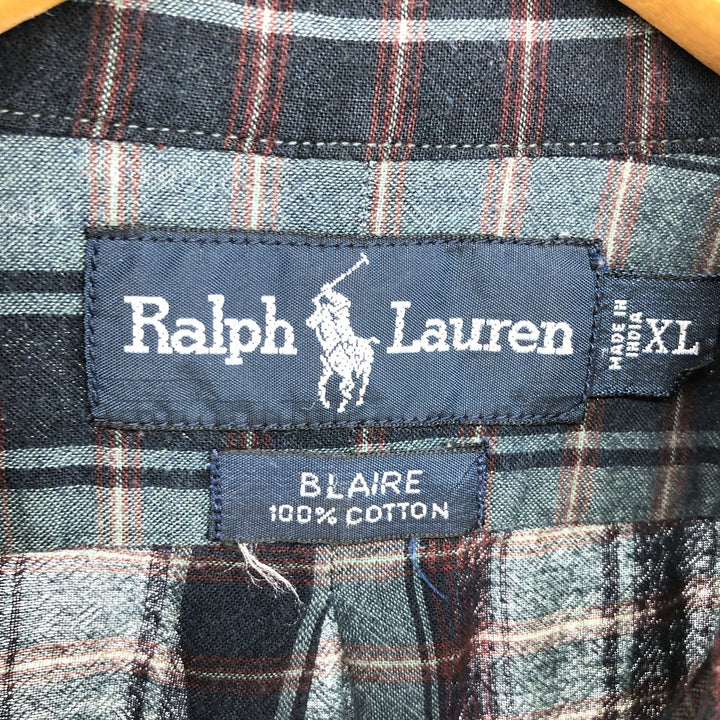 Ralph Lauren
MADE IN
INDIA
XL
BLAIRE
100% COTTON